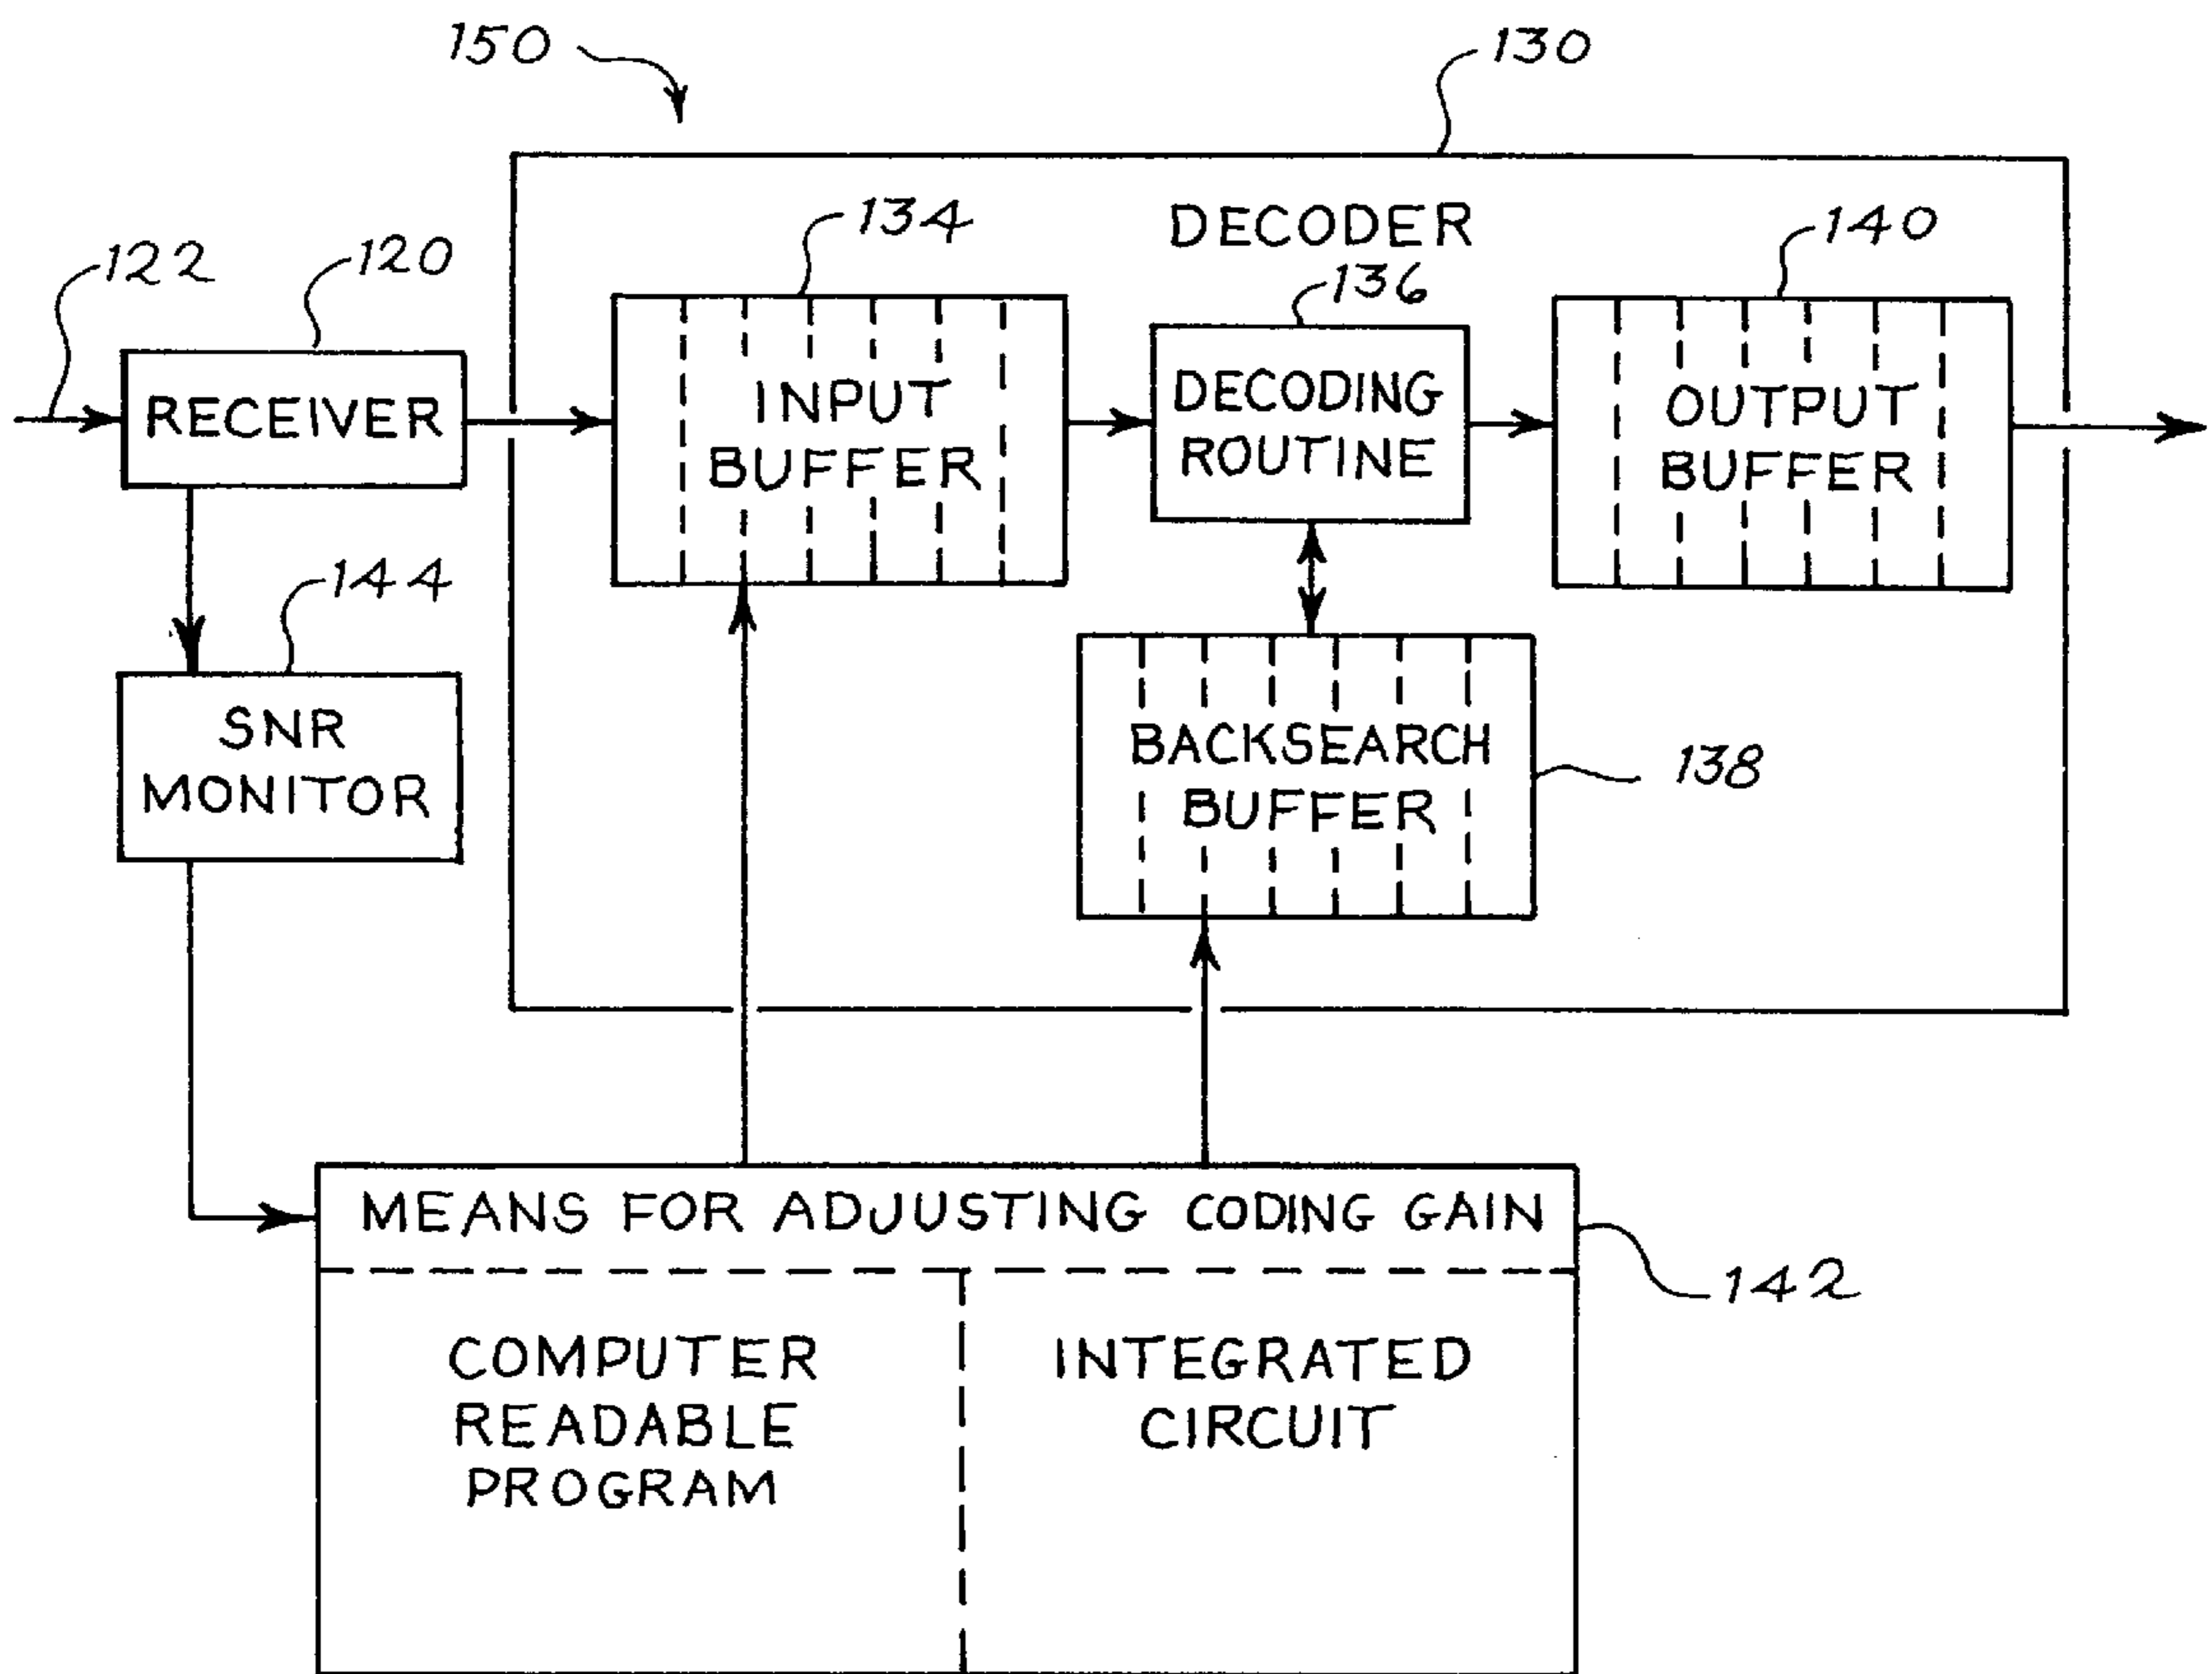 150
130
134
DECODER
140
122
120
136
RECEIVER
INPUT
BUFFER
DECODING
ROUTINE
OUTPUT
BUFFER
144
SNR
MONITOR
BACKSEARCH
BUFFER
138
MEANS FOR ADJUSTING CODING GAIN
142
COMPUTER
READABLE
PROGRAM
INTEGRATED
CIRCUIT